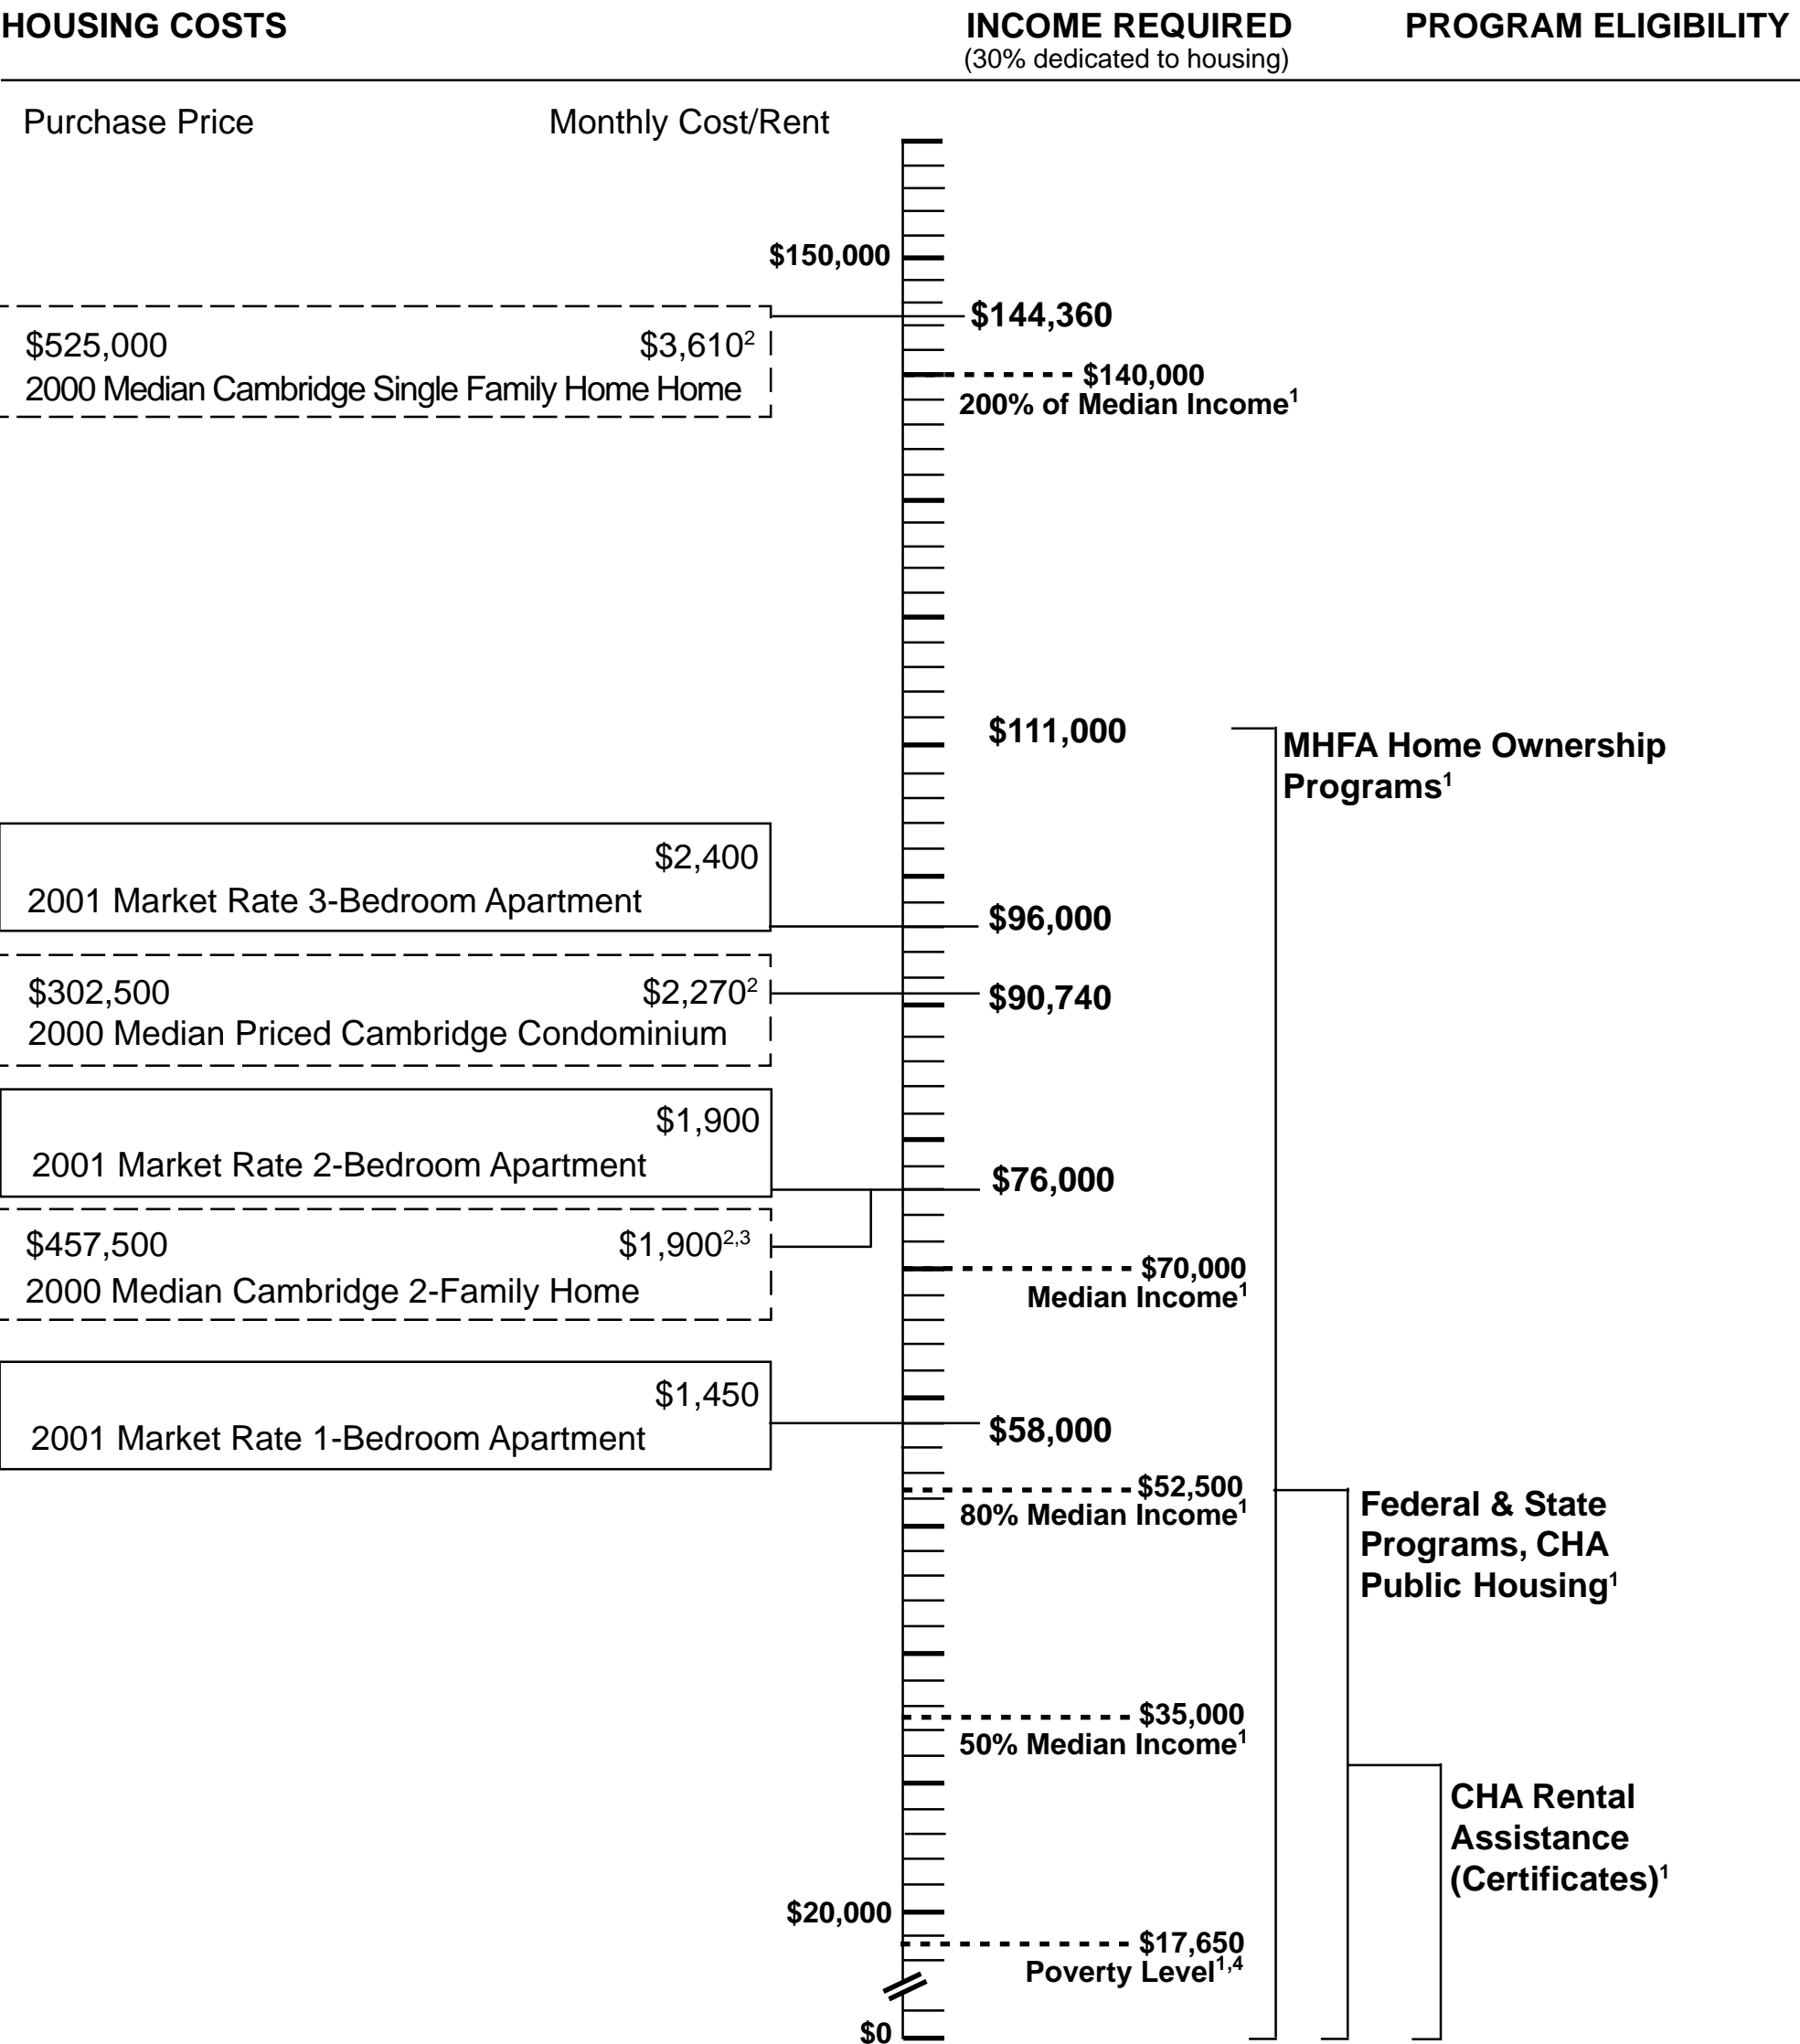 HOUSING COSTS
INCOME REQUIRED
(30% dedicated to housing)
PROGRAM ELIGIBILITY
Purchase Price
Monthly Cost/Rent
$150,000
$144,360
$525,000
$3,610²
2000 Median Cambridge Single Family Home Home
$140,000
200% of Median Income¹
$111,000
MHFA Home Ownership
Programs¹
$2,400
2001 Market Rate 3-Bedroom Apartment
$96,000
$302,500
$2,270²
2000 Median Priced Cambridge Condominium
$90,740
$1,900
2001 Market Rate 2-Bedroom Apartment
$76,000
$457,500
$1,900²,³
2000 Median Cambridge 2-Family Home
$70,000
Median Income¹
$1,450
2001 Market Rate 1-Bedroom Apartment
$58,000
$52,500
80% Median Income¹
Federal & State
Programs, CHA
Public Housing¹
$35,000
50% Median Income¹
CHA Rental
Assistance
(Certificates)¹
$20,000
$17,650
Poverty Level¹,⁴
$0